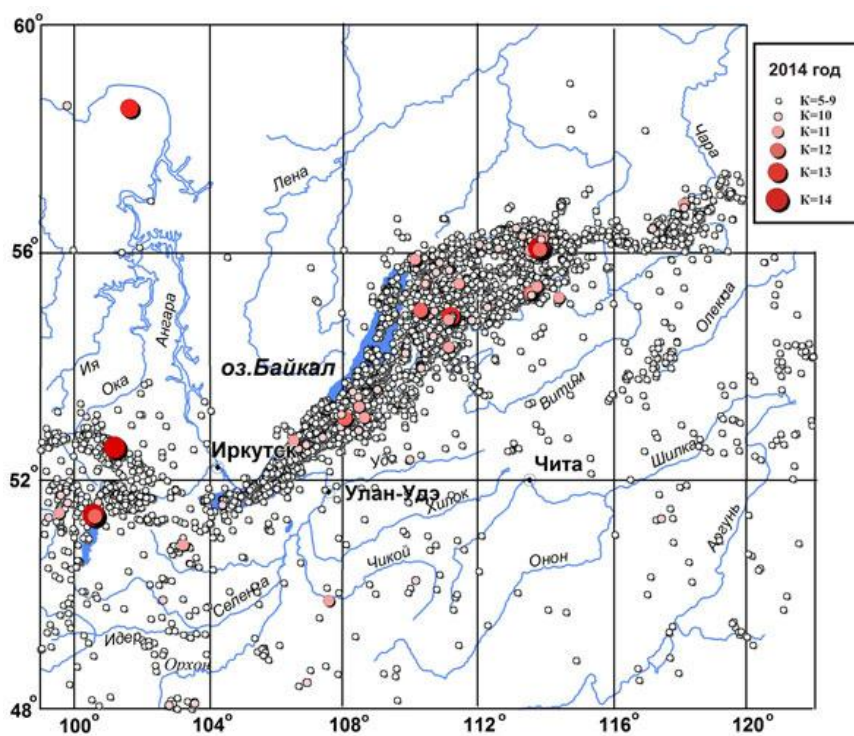 60°
2014 год
K=5-9
K=10
K=11
K=12
K=13
K=14
Чара
Лена
56°
Ангара
Олекма
Ия
Ока
оз.Байкал
Витим
Иркутск
Уда
Чита
Шилка
52°
Улан-Удэ
Хилок
Аргунь
Чикой
Онон
Селенга
Идер
Орхон
48°
100° 104° 108° 112° 116° 120°